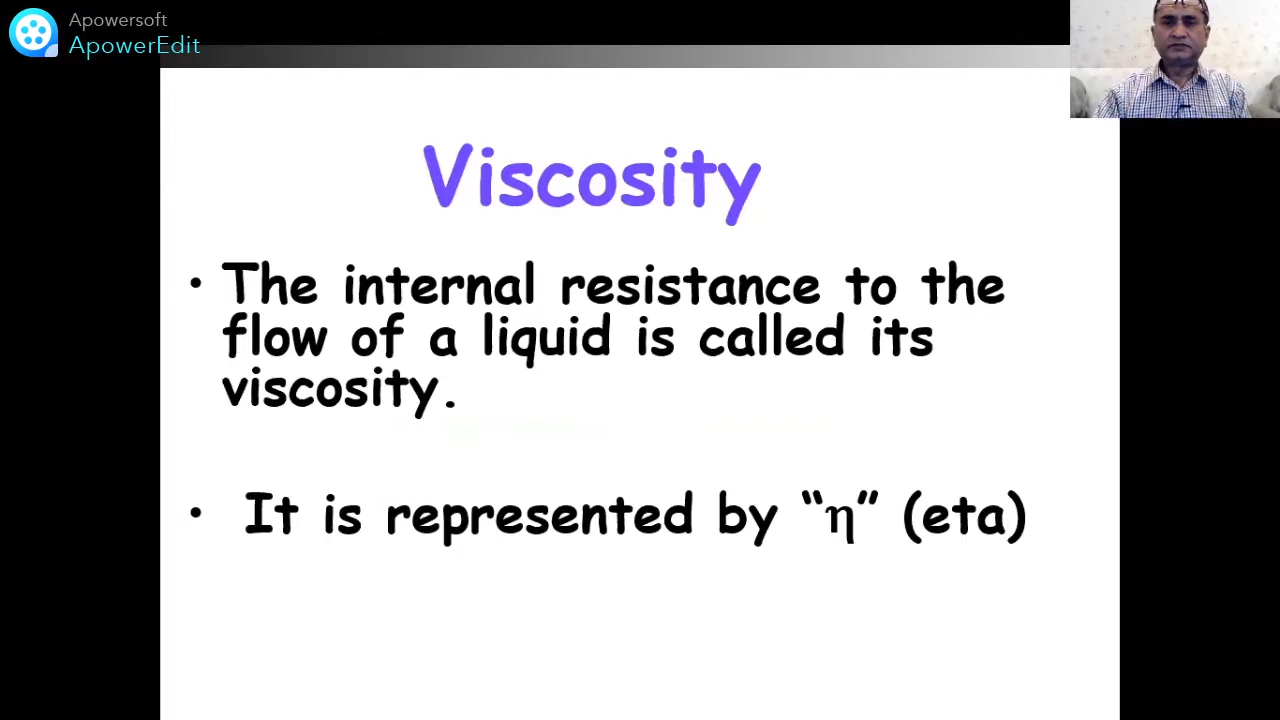 Apowersoft
ApowerEdit
Viscosity
• The internal resistance to the
flow of a liquid is called its
viscosity.
• It is represented by “η” (eta)